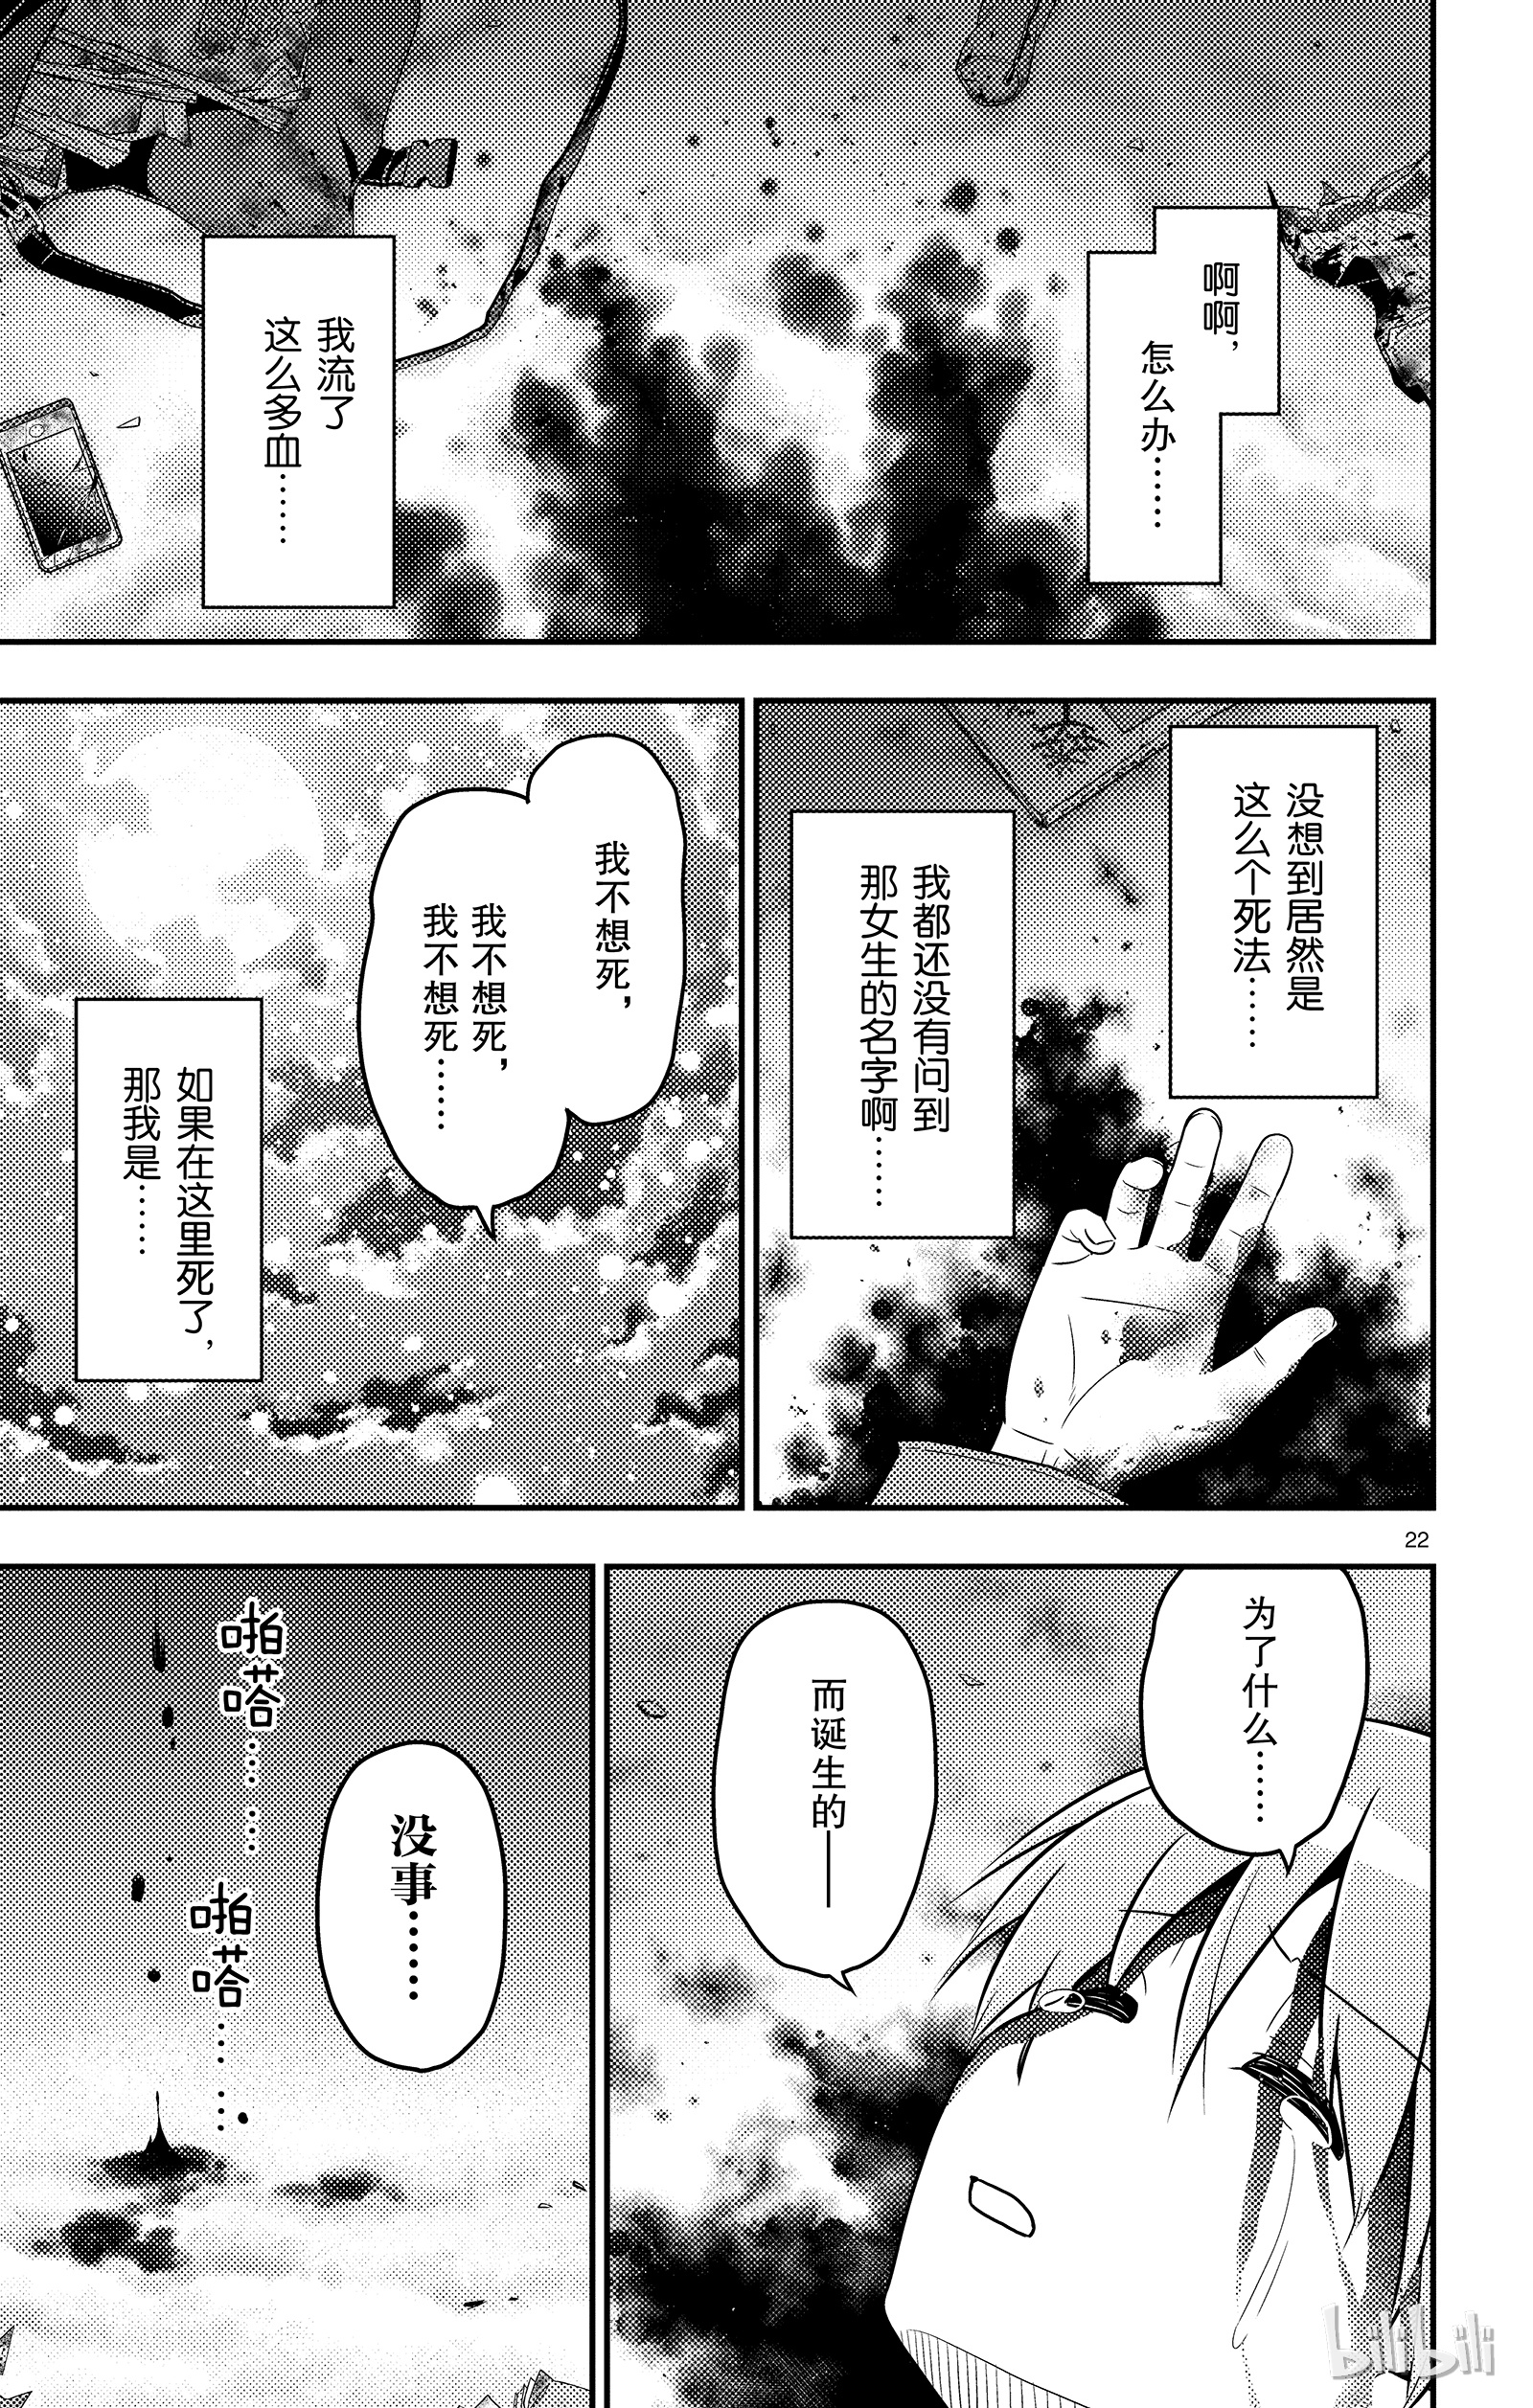 啊啊，
怎么办……
我流了
这么多血……
没想到居然是
这么个死法……
我都还没有问到
那女生的名字啊……
我不想死，
我不想死，
我不想死……
如果在这里死了，
那我是……
22
为了什么……
而诞生的——
没事……
啪嗒……
啪嗒……
bilibili